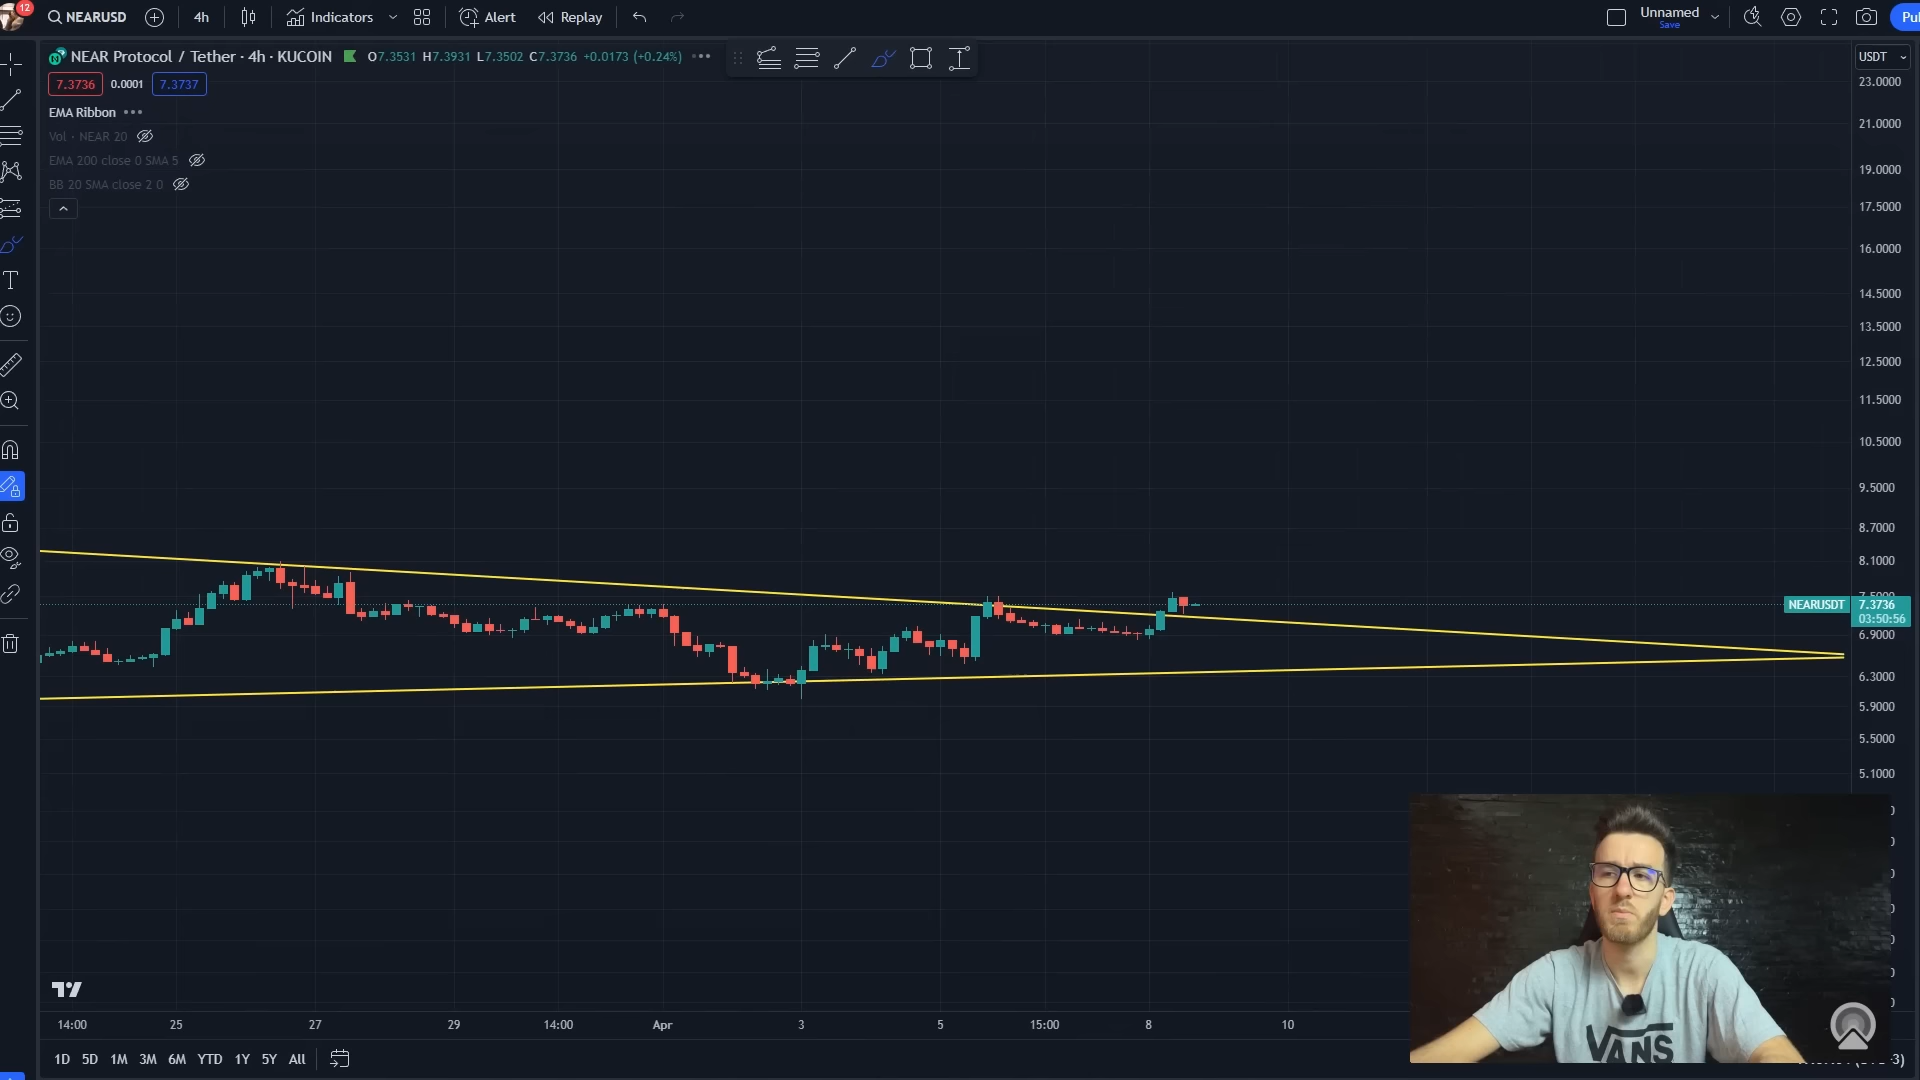 12
NEARUSD
4h
Indicators
Alert
Replay
Unnamed
Save
NEAR Protocol / Tether · 4h · KUCOIN
O7.3531 H7.3931 L7.3502 C7.3736 +0.0173 (+0.24%)
USDT
7.3736
0.0001
7.3737
EMA Ribbon
Vol · NEAR 20
EMA 200 close 0 SMA 5
BB 20 SMA close 2 0
23.0000
21.0000
19.0000
17.5000
16.0000
14.5000
13.5000
12.5000
11.5000
10.5000
9.5000
8.7000
8.1000
NEARUSDT
7.3736
03:50:56
6.9000
6.3000
5.9000
5.5000
5.1000
14:00
25
27
29
14:00
Apr
3
5
15:00
8
10
VANS
1D
5D
1M
3M
6M
YTD
1Y
5Y
All